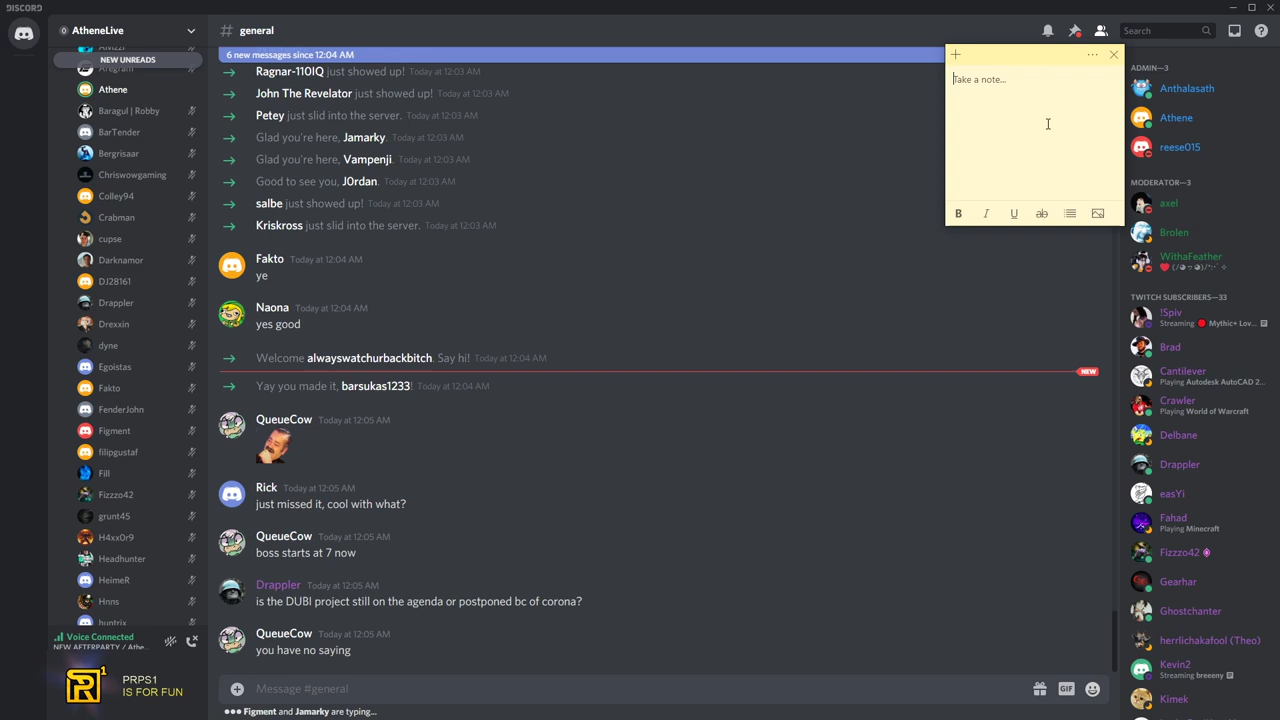 DISCORD
AtheneLive
# general
Search
6 new messages since 12:04 AM
NEW UNREADS
Athene
Baragul | Robby
BarTender
Bergrisaar
Chriswowgaming
Colley94
Crabman
cupse
Darknamor
DJ28161
Drappler
Drexxin
dyne
Egoistas
Fakto
FenderJohn
Figment
filipgustaf
Fill
Fizzzo42
grunt45
H4xx0r9
Headhunter
HeimeR
Hnns
huntrix
Voice Connected
NEW AFTERPARTY / Athe...
PRPS1
IS FOR FUN
Ragnar-110IQ just showed up! Today at 12:03 AM
John The Revelator just showed up! Today at 12:03 AM
Petey just slid into the server. Today at 12:03 AM
Glad you're here, Jamarky. Today at 12:03 AM
Glad you're here, Vampenji. Today at 12:03 AM
Good to see you, J0rdan. Today at 12:03 AM
salbe just showed up! Today at 12:03 AM
Kriskross just slid into the server. Today at 12:03 AM
Fakto Today at 12:04 AM
ye
Naona Today at 12:04 AM
yes good
Welcome alwayswatchurbackbitch. Say hi! Today at 12:04 AM
NEW
Yay you made it, barsukas1233! Today at 12:04 AM
QueueCow Today at 12:05 AM
Rick Today at 12:05 AM
just missed it, cool with what?
QueueCow Today at 12:05 AM
boss starts at 7 now
Drappler Today at 12:05 AM
is the DUBI project still on the agenda or postponed bc of corona?
QueueCow Today at 12:05 AM
you have no saying
Message #general
GIF
Figment and Jamarky are typing...
Take a note...
B I U ab
ADMIN—3
Anthalasath
Athene
reese015
MODERATOR—3
axel
Brolen
WithaFeather
TWITCH SUBSCRIBERS—33
!Spiv
Streaming Mythic+ Lov...
Brad
Cantilever
Playing Autodesk AutoCAD 2...
Crawler
Playing World of Warcraft
Delbane
Drappler
easYi
Fahad
Playing Minecraft
Fizzzo42
Gearhar
Ghostchanter
herrlichakafool (Theo)
Kevin2
Streaming breeeny
Kimek